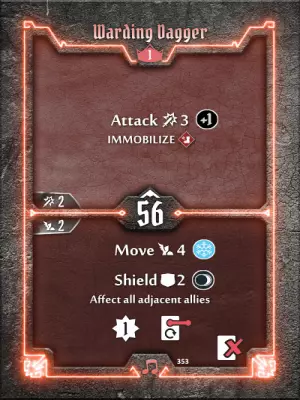 Warding Dagger
1
Attack 3 +1
IMMOBILIZE
2
56
2
Move 4
Shield 2
Affect all adjacent allies
1
353